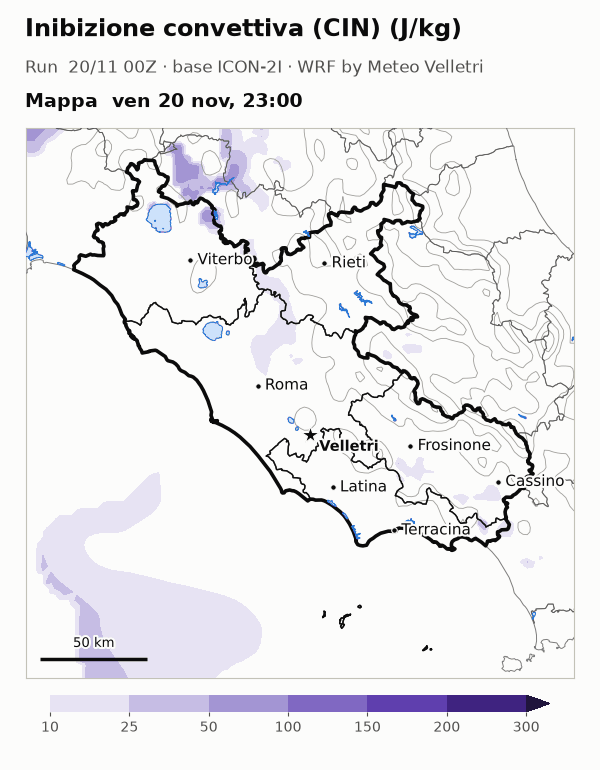 Inibizione convettiva (CIN) (J/kg)
Run  20/11 00Z · base ICON-2I · WRF by Meteo Velletri
Mappa  ven 20 nov, 23:00
Viterbo
Rieti
Roma
Velletri
Frosinone
Latina
Cassino
Terracina
50 km
10 25 50 100 150 200 300